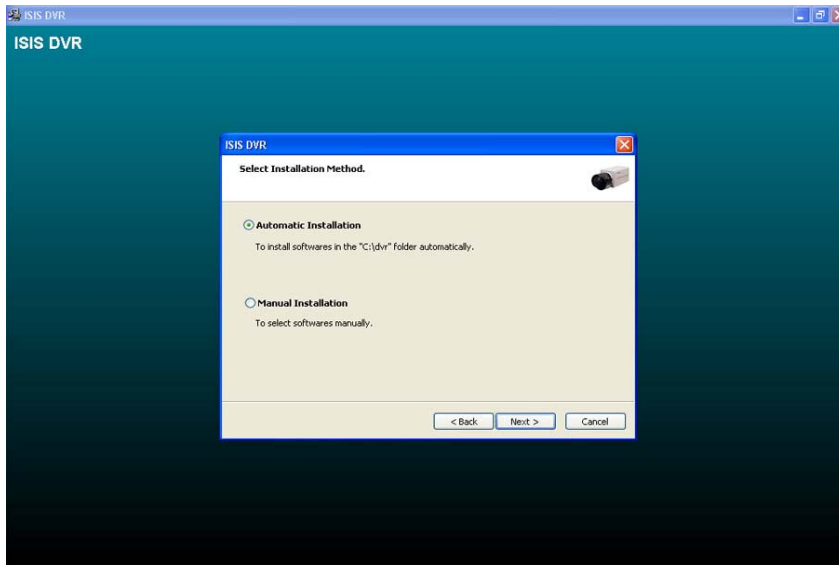 ISIS DVR
ISIS DVR
ISIS DVR
Select Installation Method.
Automatic Installation
To install softwares in the "C:\dvr" folder automatically.
Manual Installation
To select softwares manually.
< Back Next > Cancel